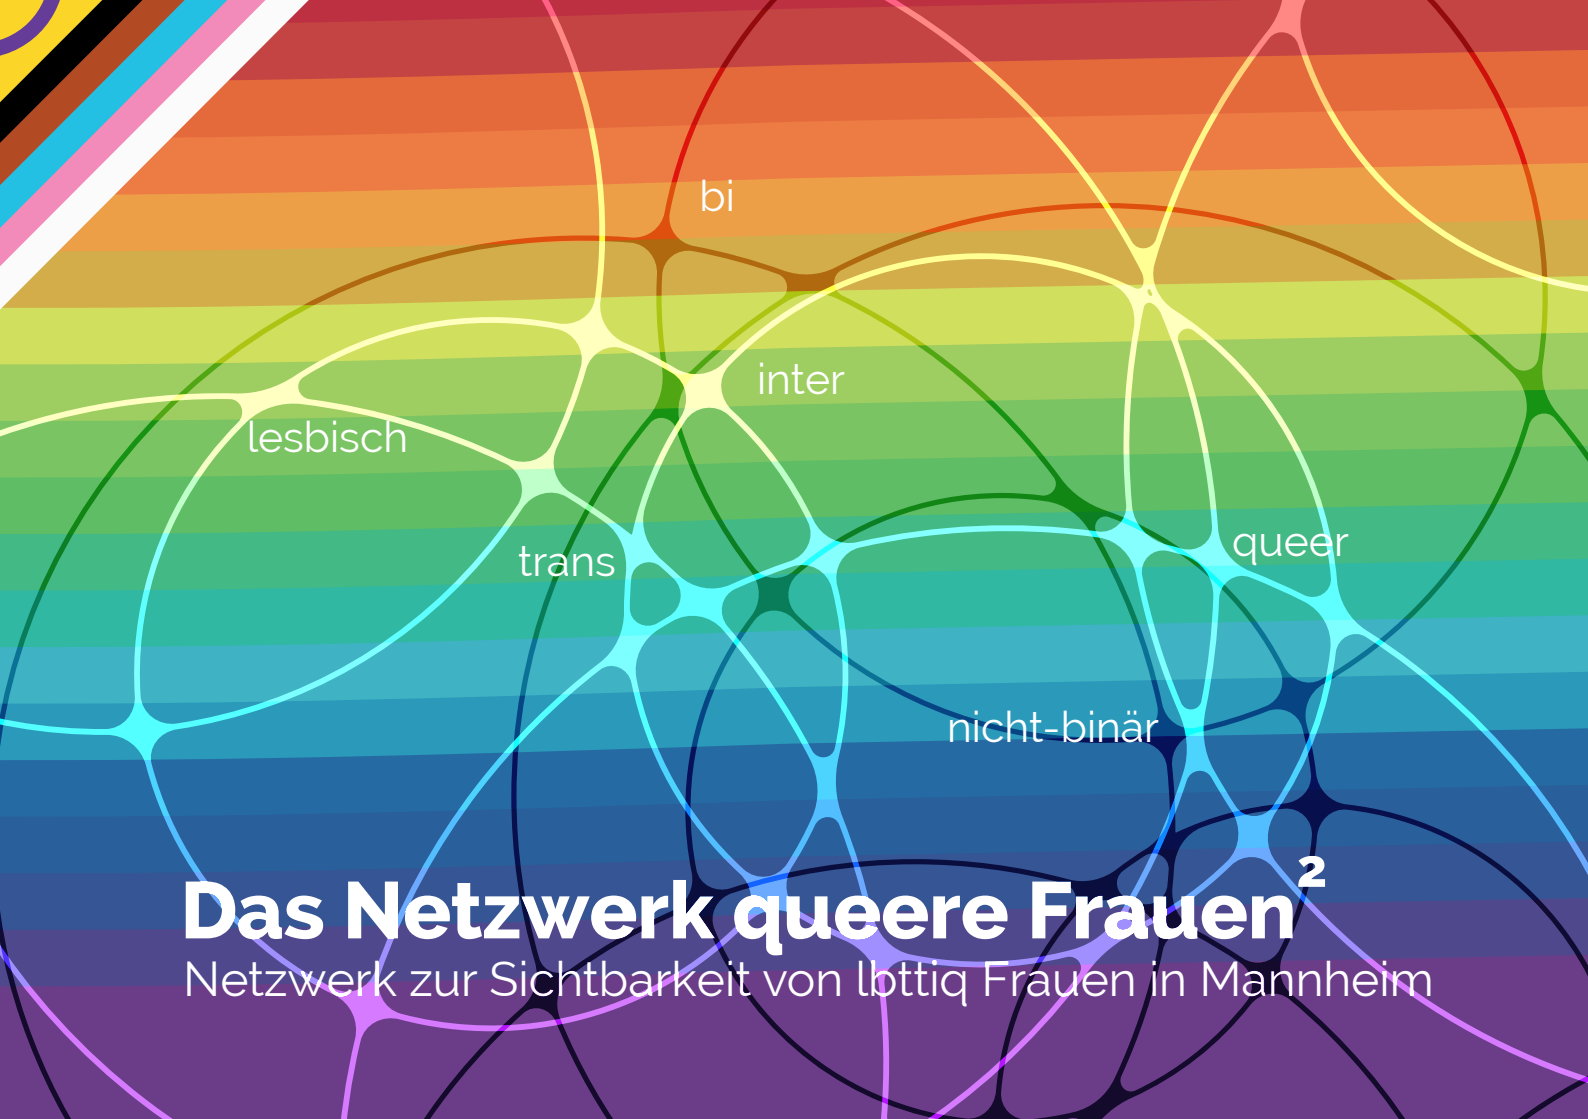 bi
inter
lesbisch
trans
queer
nicht-binär
Das Netzwerk queere Frauen²
Netzwerk zur Sichtbarkeit von lbttiq Frauen in Mannheim